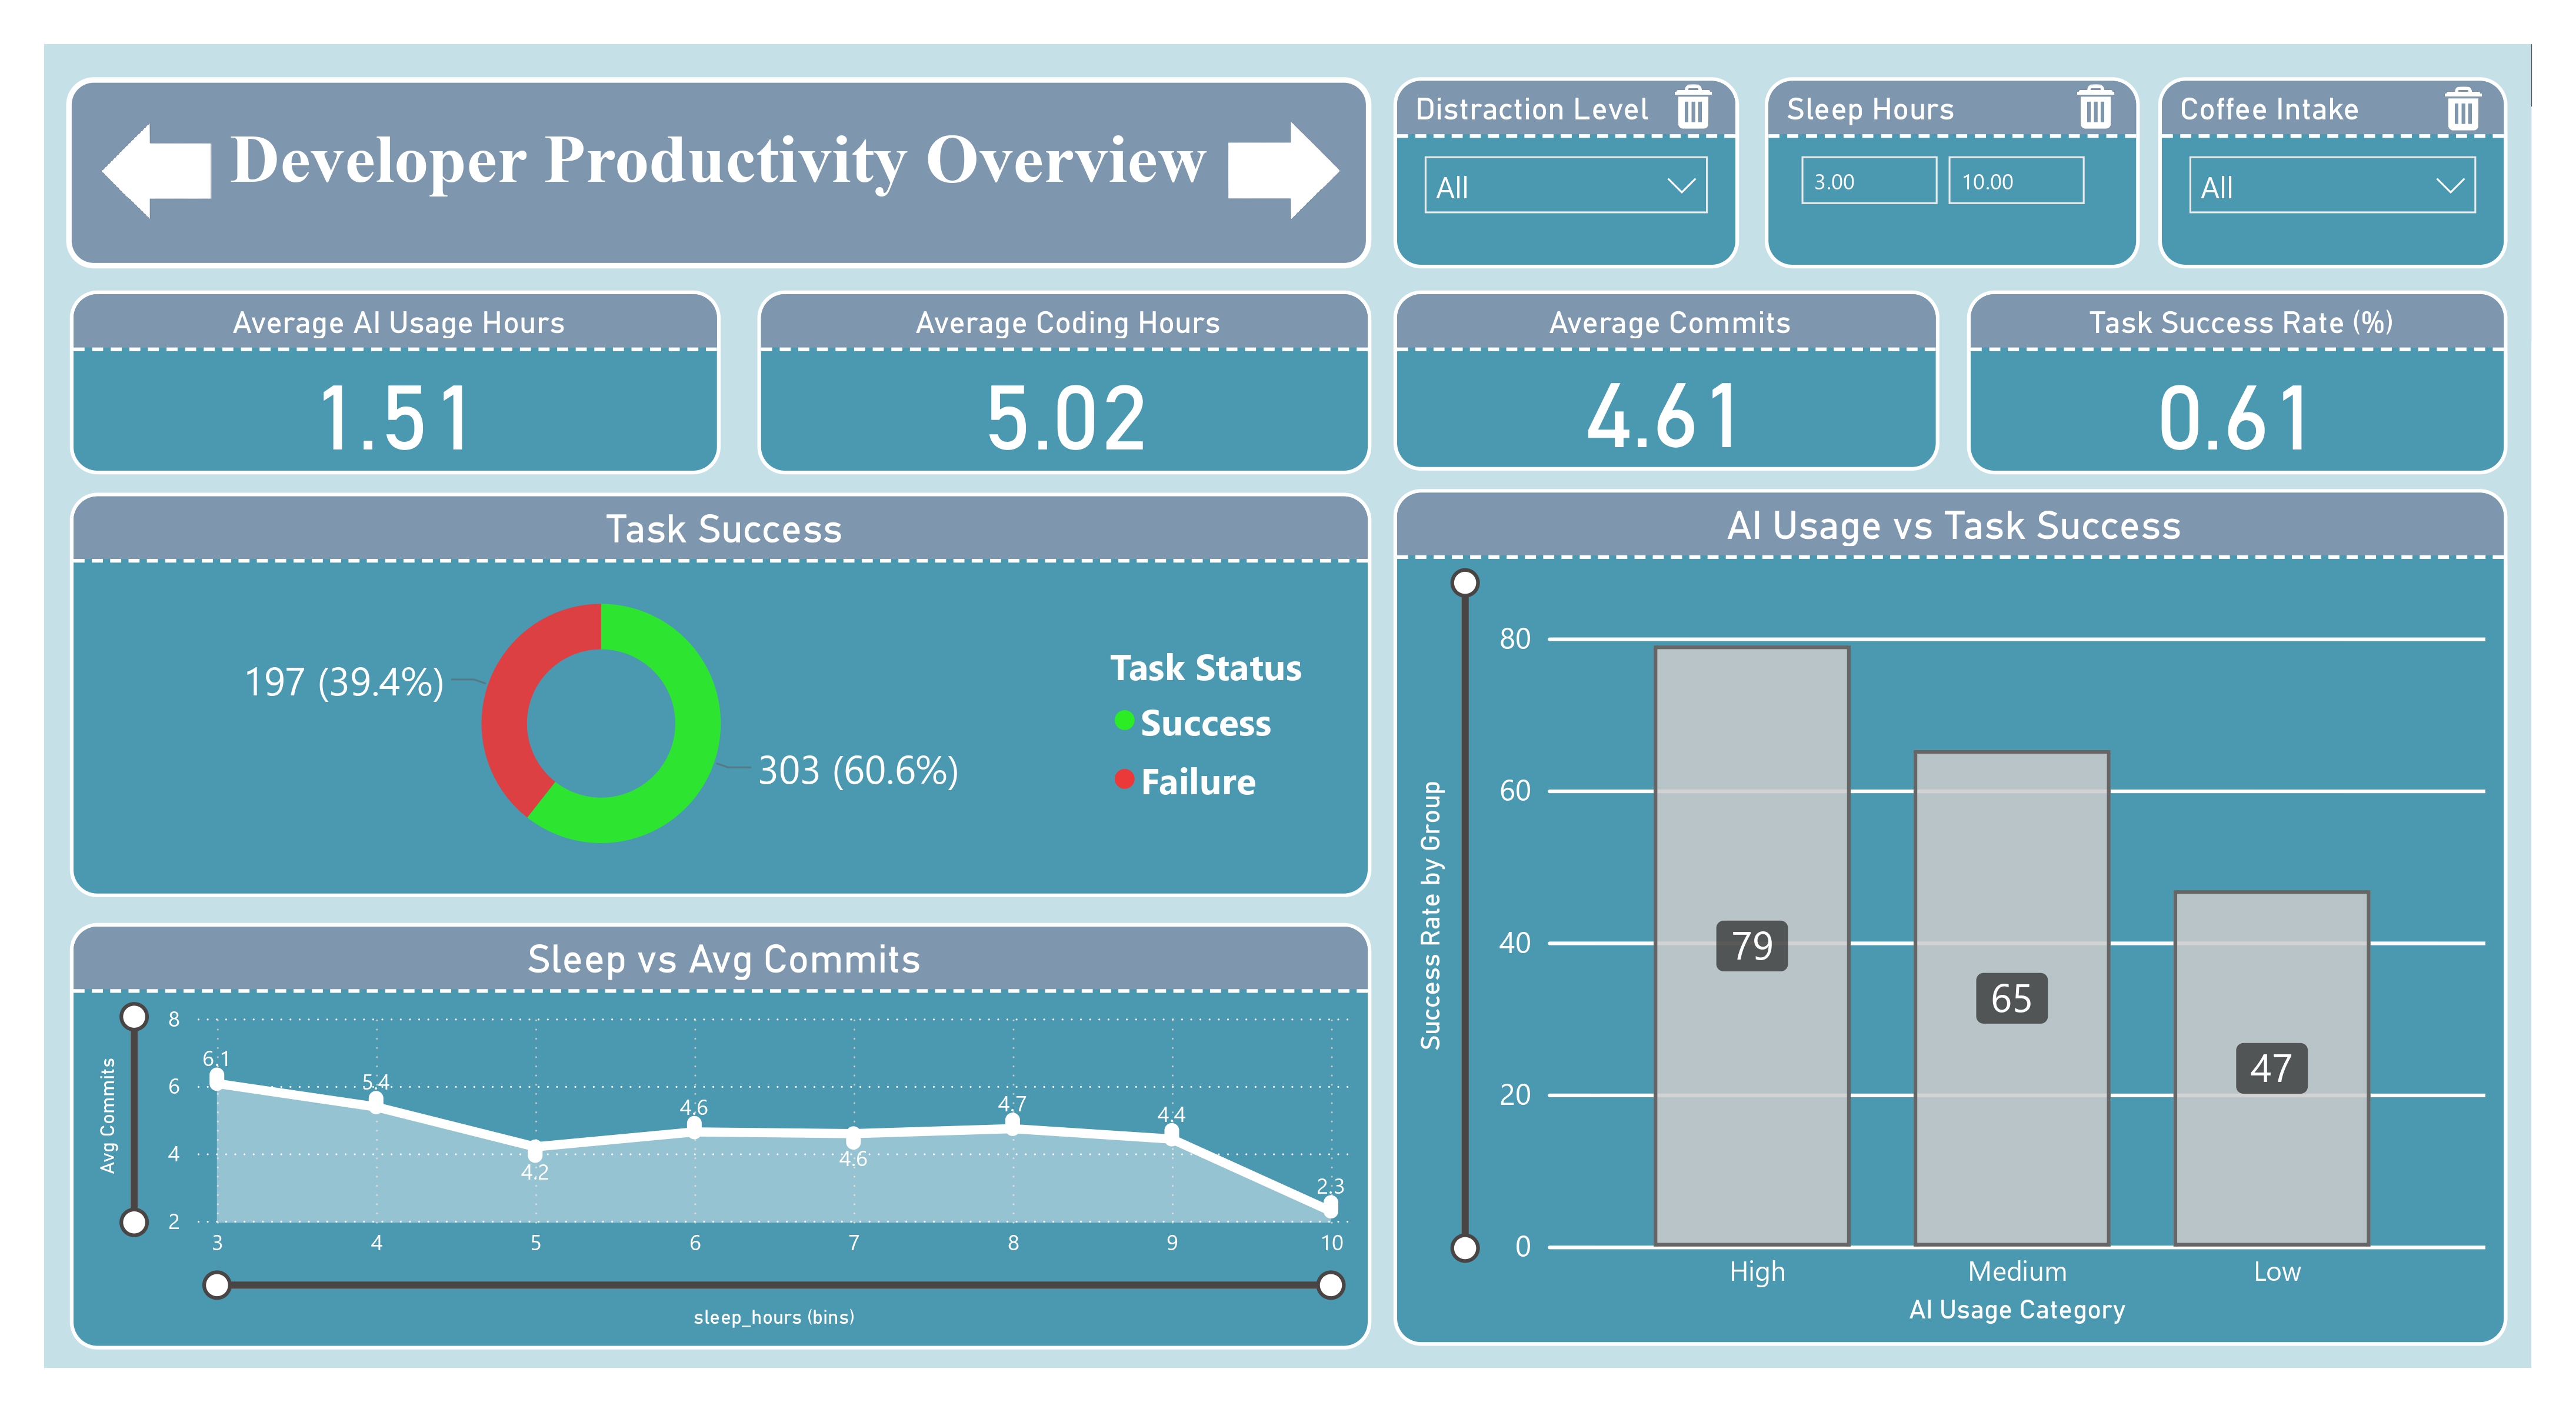 Developer Productivity Overview
Distraction Level
All
Sleep Hours
3.00 10.00
Coffee Intake
All
Average AI Usage Hours
1.51
Average Coding Hours
5.02
Average Commits
4.61
Task Success Rate (%)
0.61
Task Success
197 (39.4%)
303 (60.6%)
Task Status
Success
Failure
Sleep vs Avg Commits
Avg Commits
8
6
4
2
6.1
5.4
4.2
4.6
4.6
4.7
4.4
2.3
3 4 5 6 7 8 9 10
sleep_hours (bins)
AI Usage vs Task Success
Success Rate by Group
80
60
40
20
0
79
65
47
High Medium Low
AI Usage Category